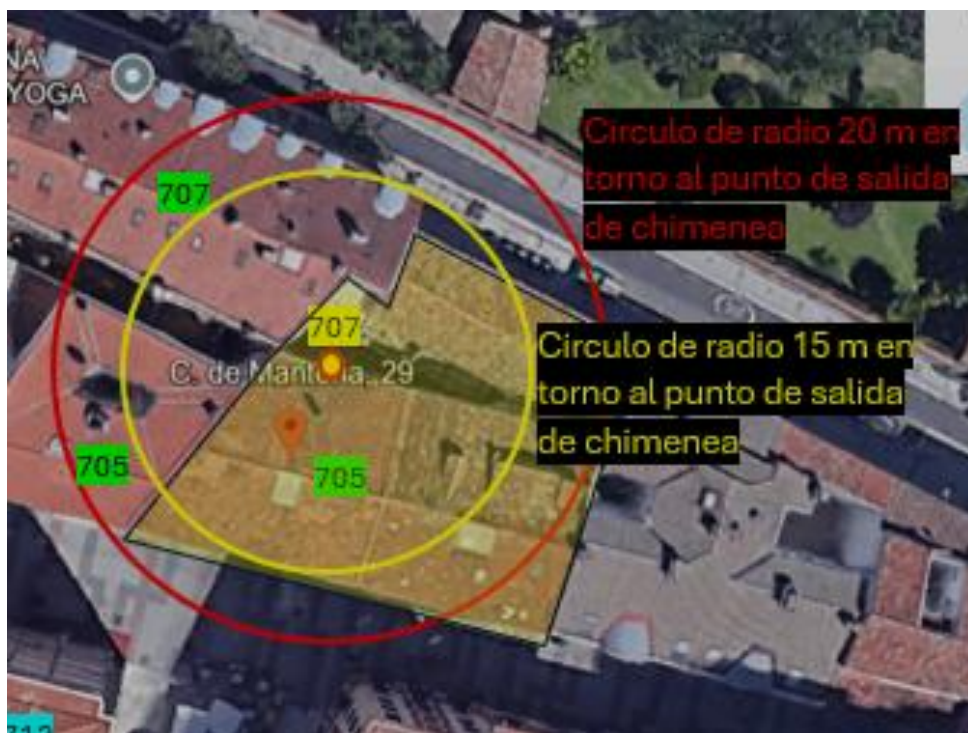 NA
YOGA
707
Circulo de radio 20 m en
torno al punto de salida
de chimenea
707
C. de Mantuana, 29
Circulo de radio 15 m en
torno al punto de salida
de chimenea
705
705